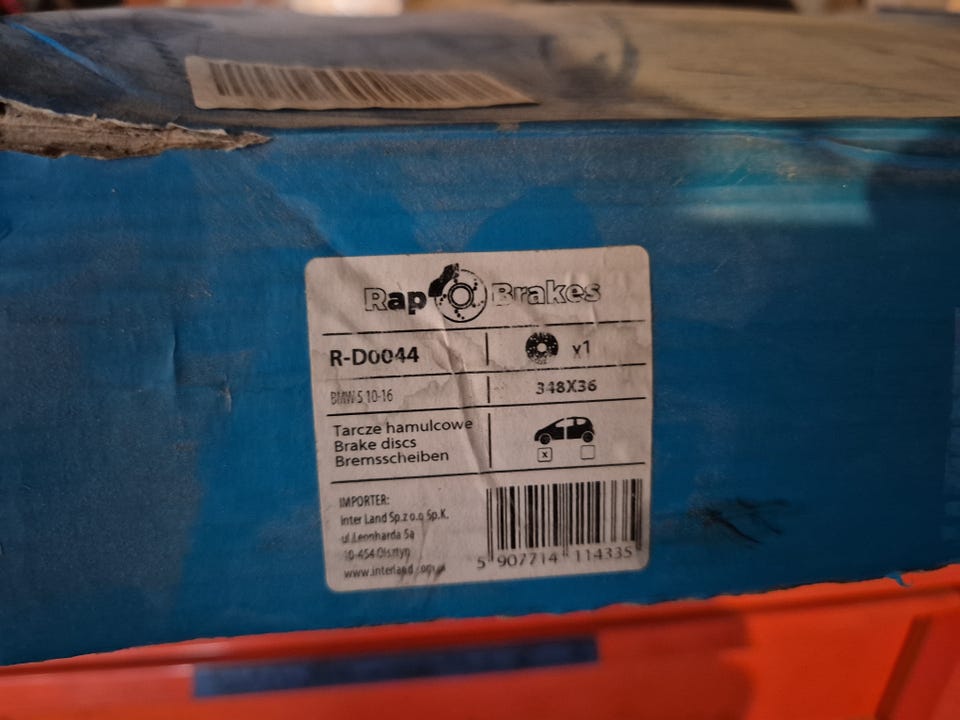 Rap Brakes
R-D0044 x1
BMW 5 10-16 348X36
Tarcze hamulcowe
Brake discs
Bremsscheiben
x
IMPORTER:
Inter Land Sp.z o.o Sp.K.
ul.Leonharda 5a
10-454 Olsztyn
www.interland.com.pl
5 907714 114335